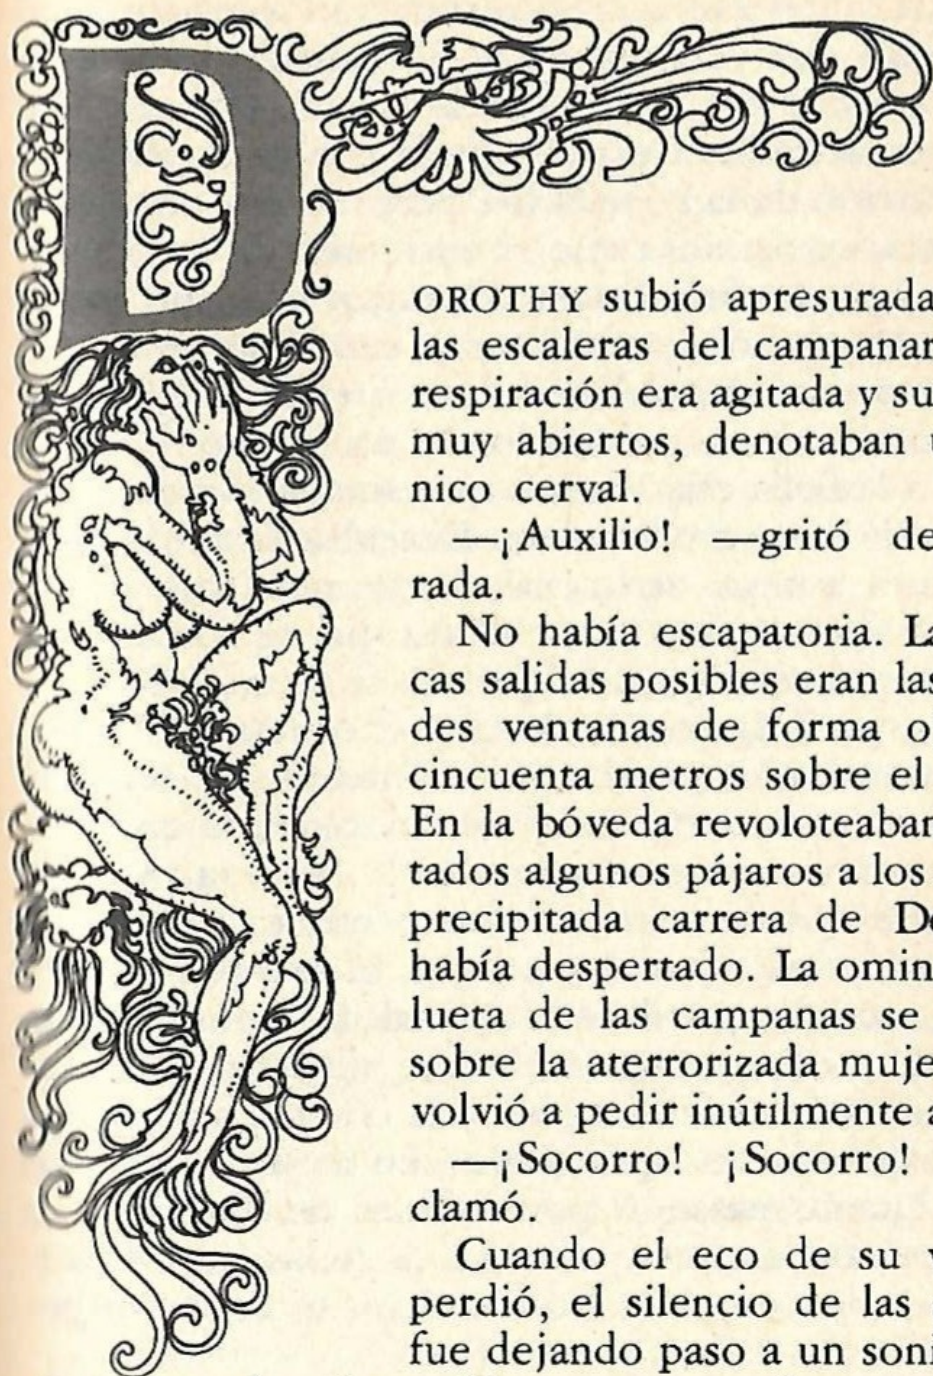 DOROTHY subió apresurada
las escaleras del campanar
respiración era agitada y su
muy abiertos, denotaban u
nico cerval.
—¡Auxilio! —gritó de
rada.
No había escapatoria. La
cas salidas posibles eran las
des ventanas de forma o
cincuenta metros sobre el
En la bóveda revoloteaban
tados algunos pájaros a los
precipitada carrera de Do
había despertado. La omin
lueta de las campanas se
sobre la aterrorizada muje
volvió a pedir inútilmente a
—¡Socorro! ¡Socorro!
clamó.
Cuando el eco de su v
perdió, el silencio de las
fue dejando paso a un soni